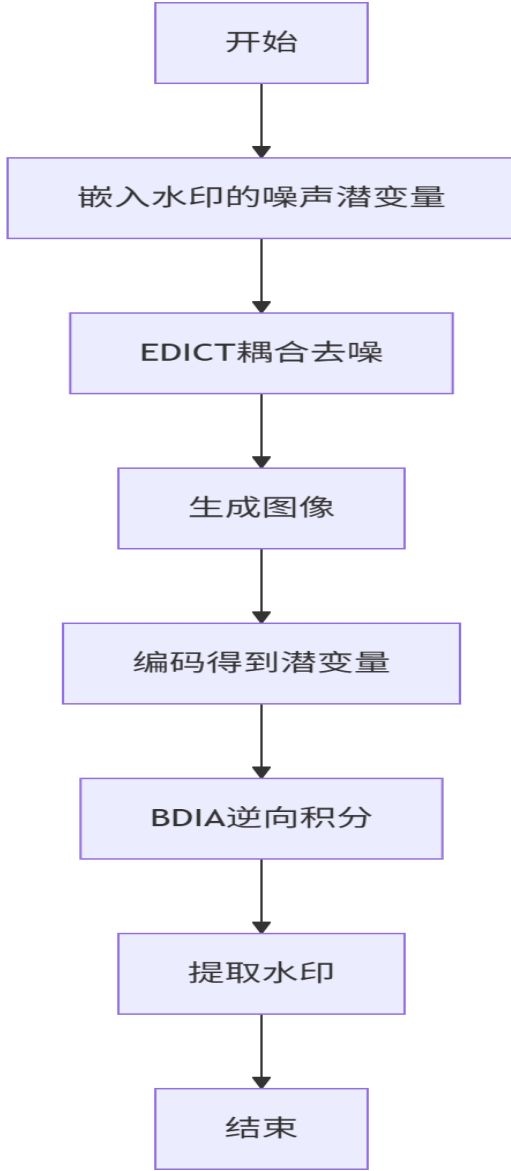 开始
嵌入水印的噪声潜变量
EDICT耦合去噪
生成图像
编码得到潜变量
BDIA逆向积分
提取水印
结束